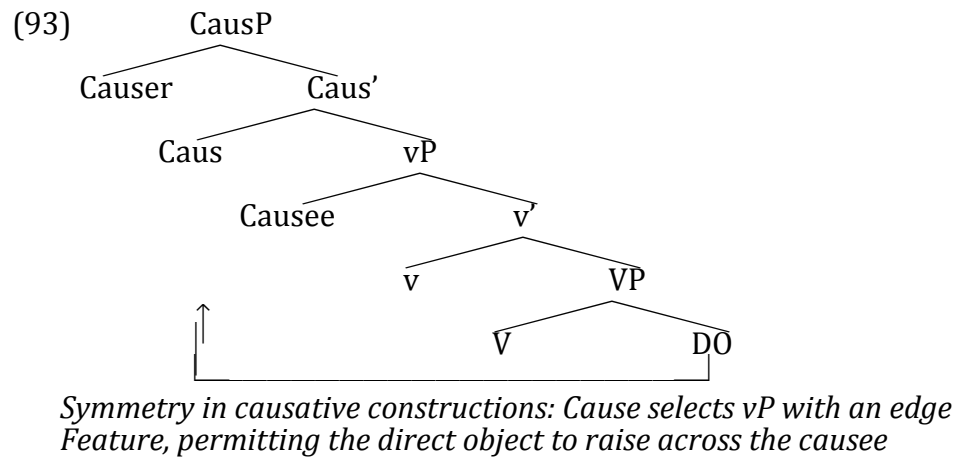 (93) CausP
Causer Caus’
Caus vP
Causee v’
v VP
V DO
Symmetry in causative constructions: Cause selects vP with an edge
Feature, permitting the direct object to raise across the causee